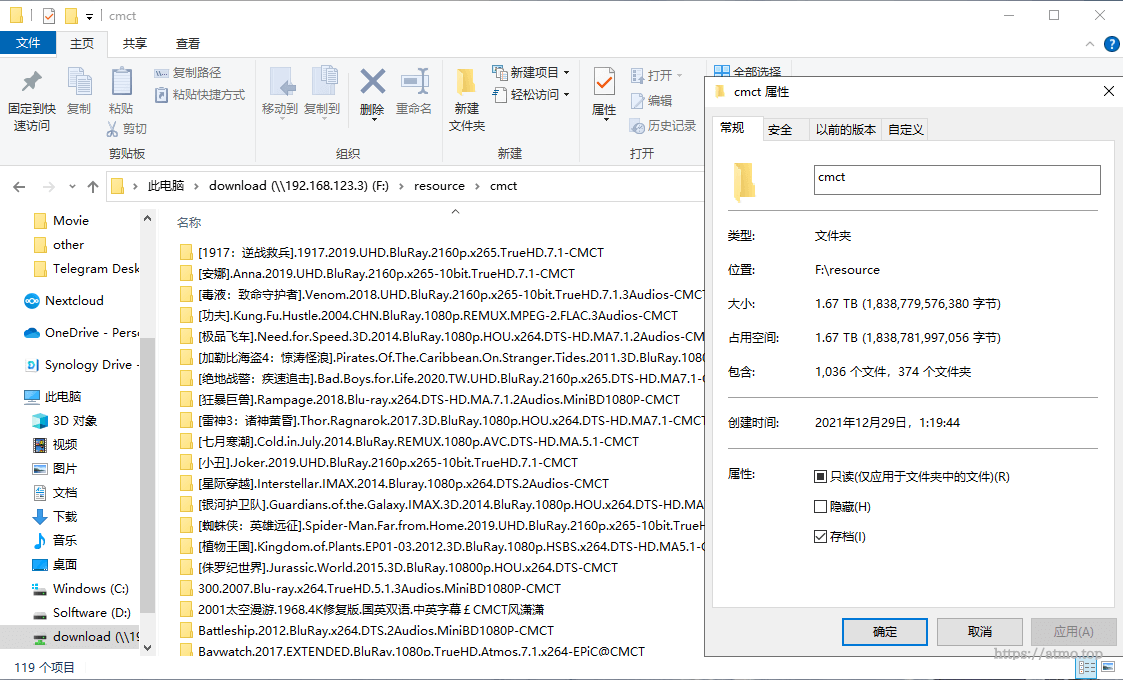 cmct
文件 主页 共享 查看
固定到快速访问
复制
粘贴
复制路径
粘贴快捷方式
剪切
剪贴板
移动到
复制到
删除
重命名
组织
新建文件夹
新建项目
轻松访问
新建
属性
打开
编辑
历史记录
打开
全部选择
此电脑 › download (\\192.168.123.3) (F:) › resource › cmct
Movie
other
Telegram Desk
Nextcloud
OneDrive - Pers
Synology Drive -
此电脑
3D 对象
视频
图片
文档
下载
音乐
桌面
Windows (C:)
Solftware (D:)
download (\\19
名称
[1917：逆战救兵].1917.2019.UHD.BluRay.2160p.x265.TrueHD.7.1-CMCT
[安娜].Anna.2019.UHD.BluRay.2160p.x265-10bit.TrueHD.7.1-CMCT
[毒液：致命守护者].Venom.2018.UHD.BluRay.2160p.x265-10bit.TrueHD.7.1.3Audios-CMCT
[功夫].Kung.Fu.Hustle.2004.CHN.BluRay.1080p.REMUX.MPEG-2.FLAC.3Audios-CMCT
[极品飞车].Need.for.Speed.3D.2014.BluRay.1080p.HOU.x264.DTS-HD.MA7.1.2Audios-CM
[加勒比海盗4：惊涛怪浪].Pirates.Of.The.Caribbean.On.Stranger.Tides.2011.3D.BluRay.1080
[绝地战警：疾速追击].Bad.Boys.for.Life.2020.TW.UHD.BluRay.2160p.x265.DTS-HD.MA7.1-C
[狂暴巨兽].Rampage.2018.Blu-ray.x264.DTS-HD.MA.7.1.2Audios.MiniBD1080P-CMCT
[雷神3：诸神黄昏].Thor.Ragnarok.2017.3D.BluRay.1080p.HOU.x264.DTS-HD.MA7.1-CMCT
[七月寒潮].Cold.in.July.2014.BluRay.REMUX.1080p.AVC.DTS-HD.MA.5.1-CMCT
[小丑].Joker.2019.UHD.BluRay.2160p.x265-10bit.TrueHD.7.1-CMCT
[星际穿越].Interstellar.IMAX.2014.Bluray.1080p.x264.DTS.2Audios-CMCT
[银河护卫队].Guardians.of.the.Galaxy.IMAX.3D.2014.BluRay.1080p.HOU.x264.DTS-HD.MA
[蜘蛛侠：英雄远征].Spider-Man.Far.from.Home.2019.UHD.BluRay.2160p.x265-10bit.TrueH
[植物王国].Kingdom.of.Plants.EP01-03.2012.3D.BluRay.1080p.HSBS.x264.DTS-HD.MA5.1-C
[侏罗纪世界].Jurassic.World.2015.3D.BluRay.10800p.HOU.x264.DTS-CMCT
300.2007.Blu-ray.x264.TrueHD.5.1.3Audios.MiniBD1080P-CMCT
2001太空漫游.1968.4K修复版.国英双语.中英字幕￡CMCT风潇潇
Battleship.2012.BluRay.x264.DTS.2Audios.MiniBD1080P-CMCT
Baywatch.2017.EXTENDED.BluRay.1080p.TrueHD.Atmos.7.1.x264-EPiC@CMCT
119 个项目
cmct 属性
常规 安全 以前的版本 自定义
cmct
类型: 文件夹
位置: F:\resource
大小: 1.67 TB (1,838,779,576,380 字节)
占用空间: 1.67 TB (1,838,781,997,056 字节)
包含: 1,036 个文件，374 个文件夹
创建时间: 2021年12月29日，1:19:44
属性: 只读(仅应用于文件夹中的文件)(R)
隐藏(H)
存档(I)
确定 取消 应用(A)
https://atmo.top